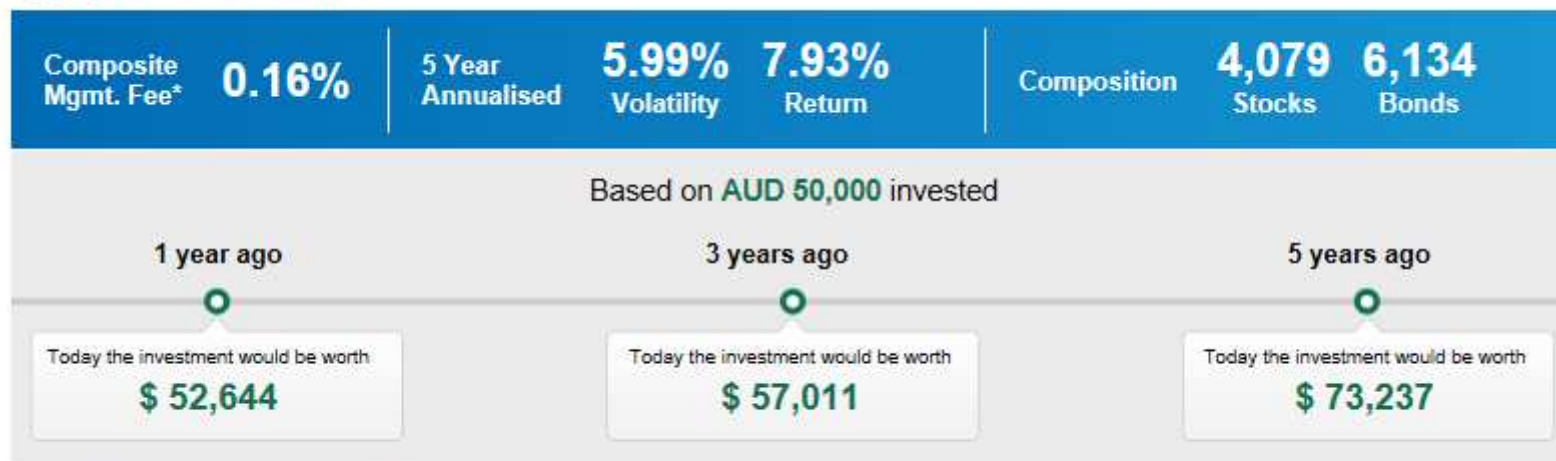 Composite
Mgmt. Fee*
0.16%
5 Year
Annualised
5.99%
Volatility
7.93%
Return
Composition
4,079
Stocks
6,134
Bonds
Based on AUD 50,000 invested
1 year ago
3 years ago
5 years ago
Today the investment would be worth
$ 52,644
Today the investment would be worth
$ 57,011
Today the investment would be worth
$ 73,237